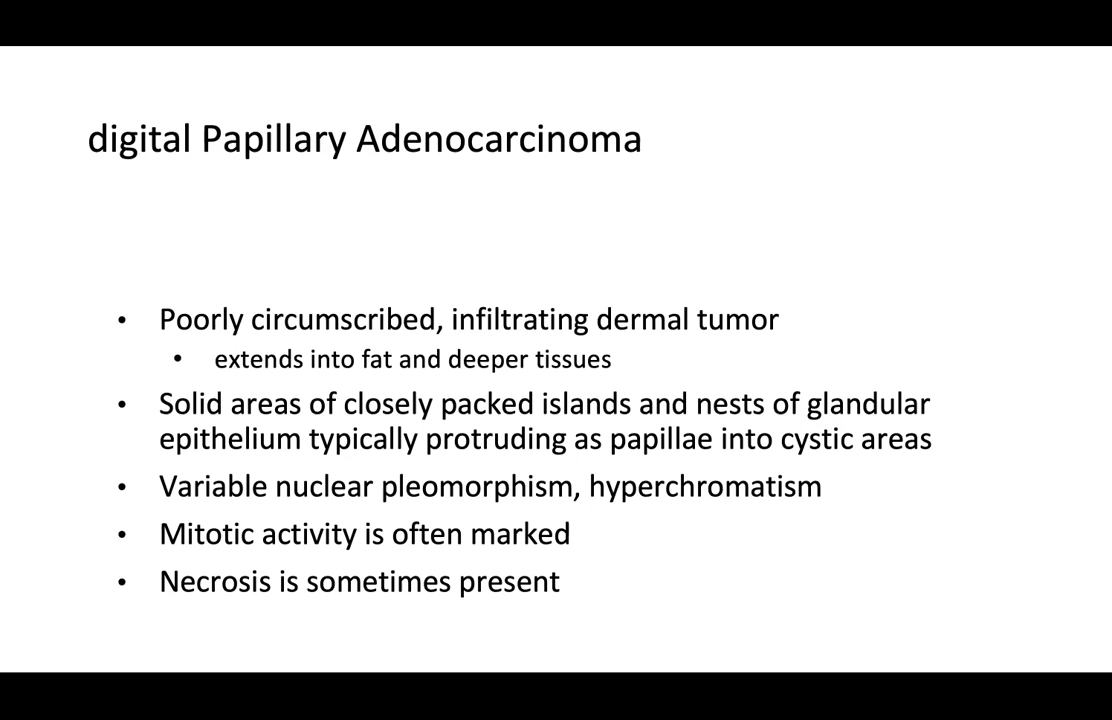 digital Papillary Adenocarcinoma
• Poorly circumscribed, infiltrating dermal tumor
• extends into fat and deeper tissues
• Solid areas of closely packed islands and nests of glandular
epithelium typically protruding as papillae into cystic areas
• Variable nuclear pleomorphism, hyperchromatism
• Mitotic activity is often marked
• Necrosis is sometimes present